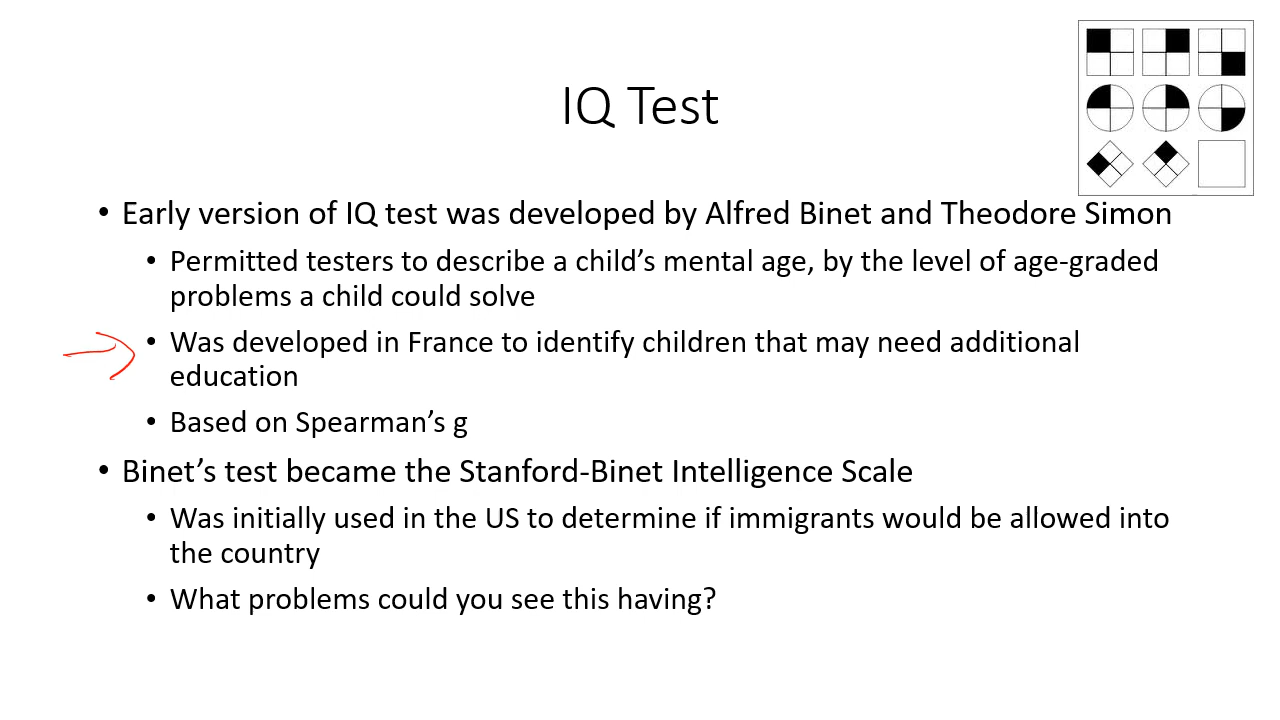 IQ Test
• Early version of IQ test was developed by Alfred Binet and Theodore Simon
• Permitted testers to describe a child’s mental age, by the level of age-graded
problems a child could solve
• Was developed in France to identify children that may need additional
education
• Based on Spearman’s g
• Binet’s test became the Stanford-Binet Intelligence Scale
• Was initially used in the US to determine if immigrants would be allowed into
the country
• What problems could you see this having?